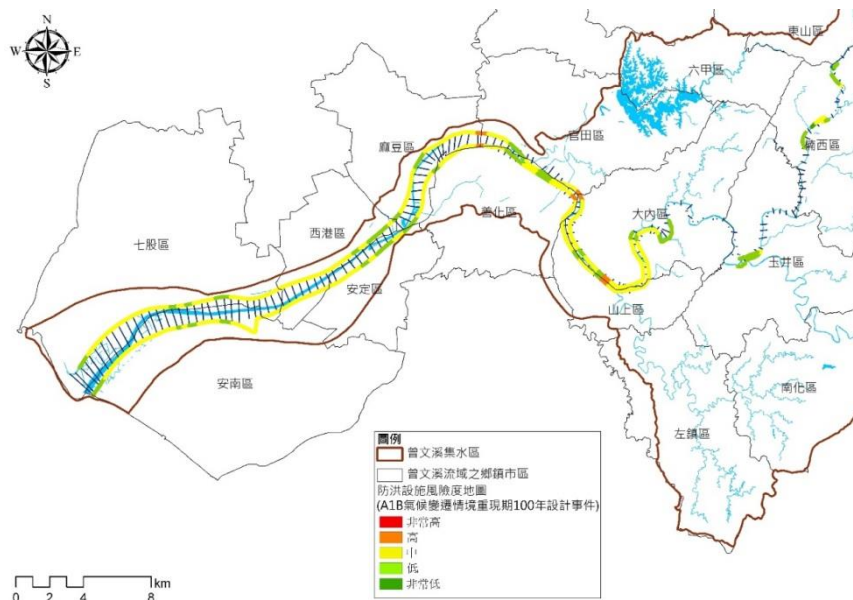 N
W
E
S
東山區
六甲區
官田區
楠西區
麻豆區
大內區
善化區
西港區
七股區
玉井區
安定區
山上區
安南區
南化區
左鎮區
圖例
曾文溪集水區
曾文溪流域之鄉鎮市區
防洪設施風險度地圖
(A1B氣候變遷情境重現期100年設計事件)
非常高
高
中
低
非常低
km
0 2 4 8